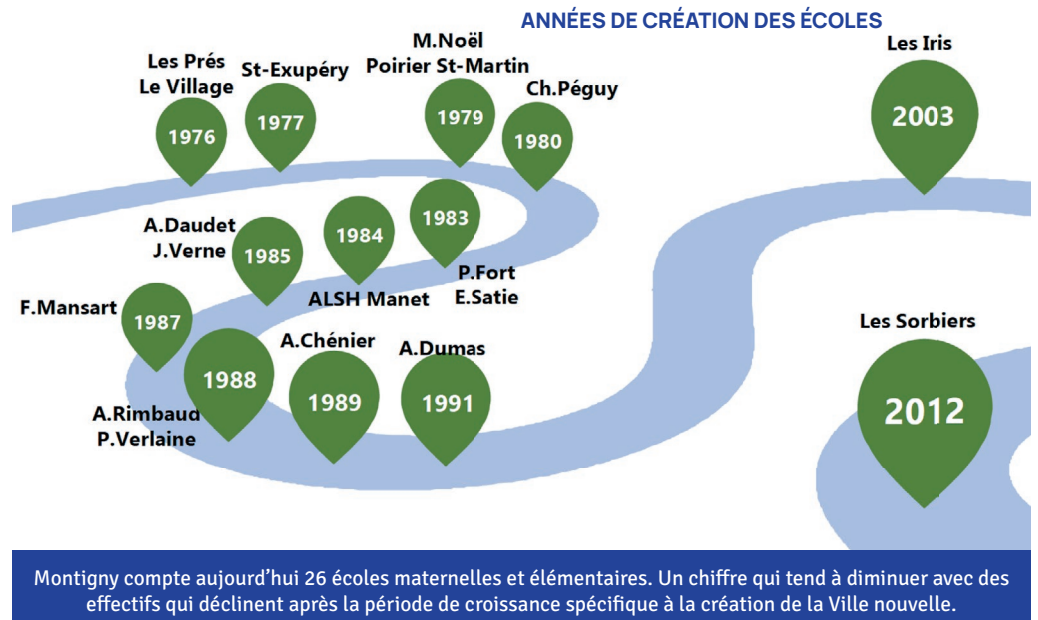 ANNÉES DE CRÉATION DES ÉCOLES
Les Prés
Le Village
1976
St-Exupéry
1977
M.Noël
Poirier St-Martin
1979
Ch.Péguy
1980
1983
P.Fort
E.Satie
1984
ALSH Manet
A.Daudet
J.Verne
1985
F.Mansart
1987
1988
A.Rimbaud
P.Verlaine
A.Chénier
1989
A.Dumas
1991
Les Iris
2003
Les Sorbiers
2012
Montigny compte aujourd’hui 26 écoles maternelles et élémentaires. Un chiffre qui tend à diminuer avec des
effectifs qui déclinent après la période de croissance spécifique à la création de la Ville nouvelle.